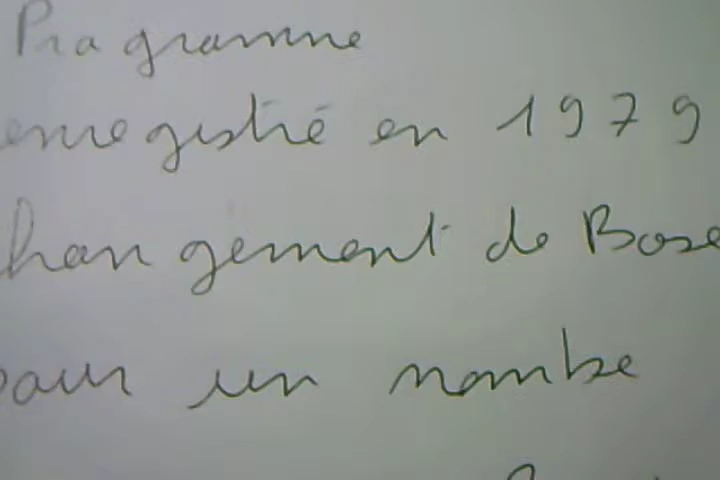 Programme
enregistré en 1979
hangement de Base
pour un nombre